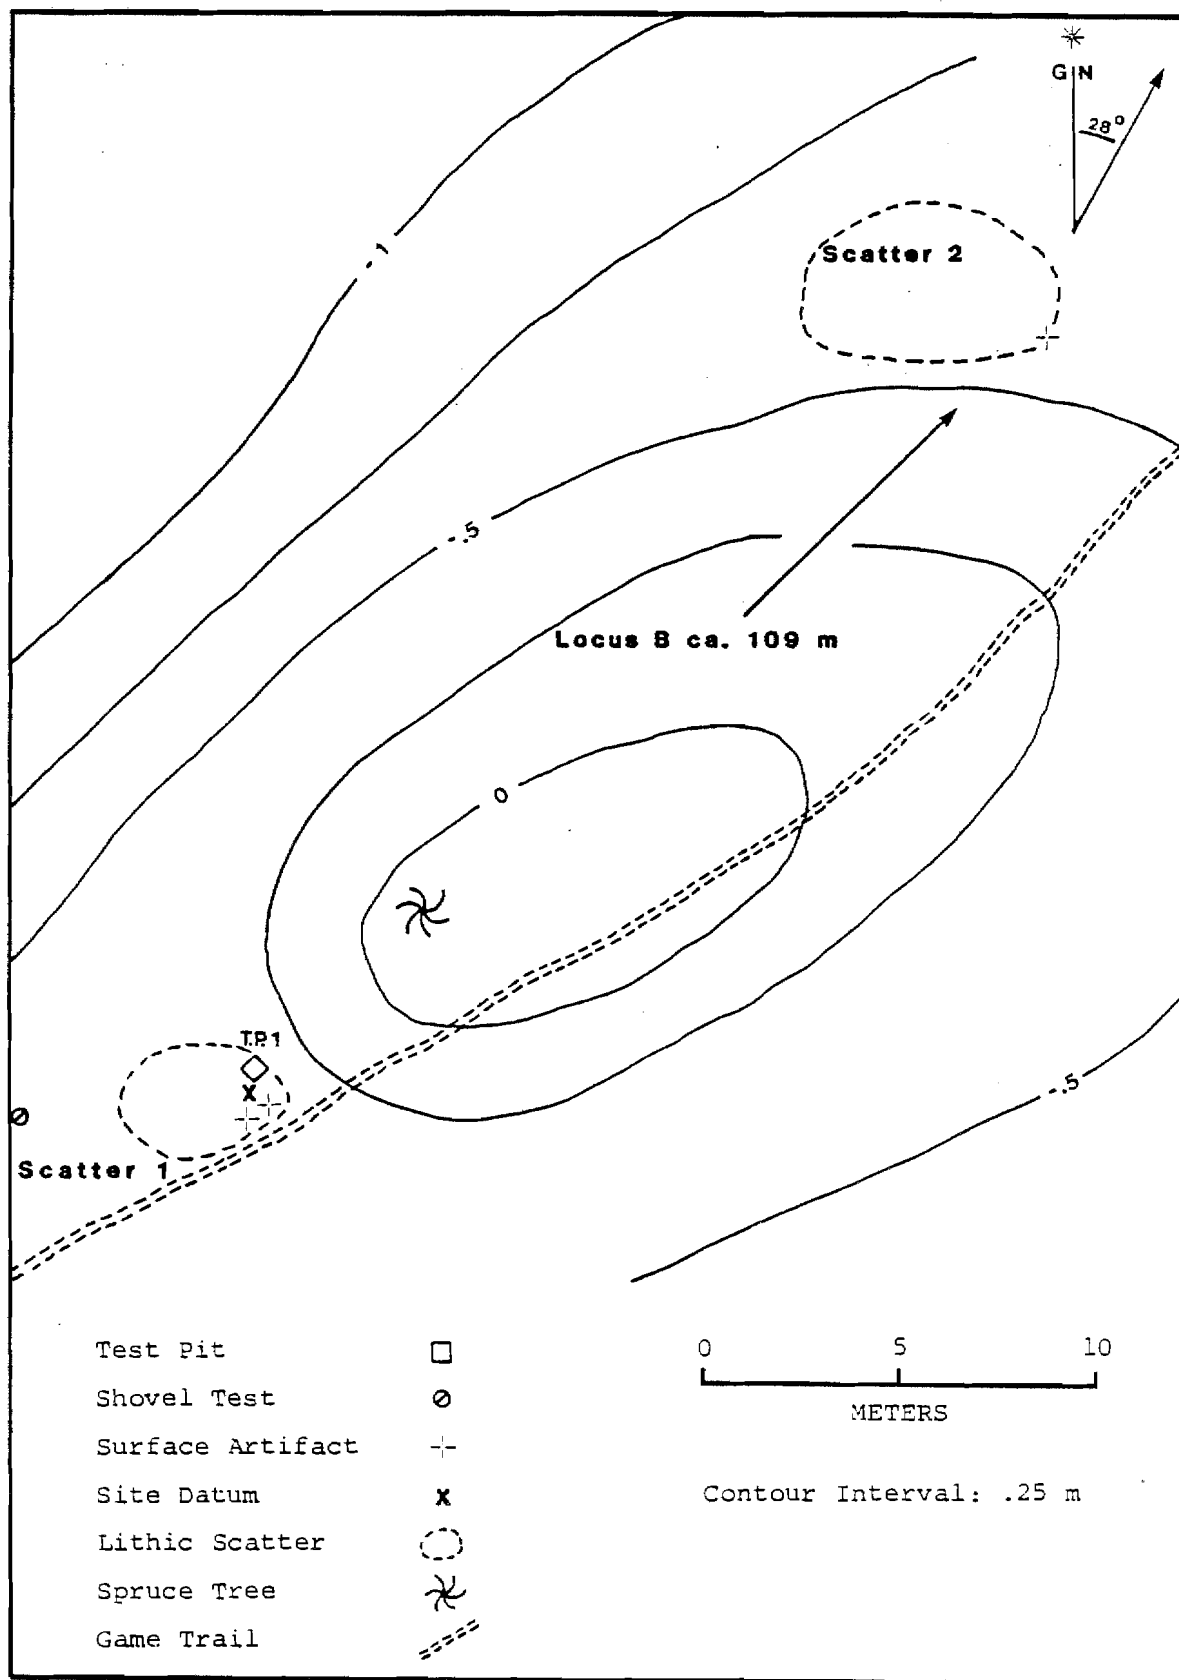 G N
28°
Scatter 2
- 1
-.5
Locus B ca. 109 m
0
T.P.1
-.5
Scatter 1
Test Pit
Shovel Test
Surface Artifact
Site Datum
Lithic Scatter
Spruce Tree
Game Trail
0 5 10
METERS
Contour Interval: .25 m